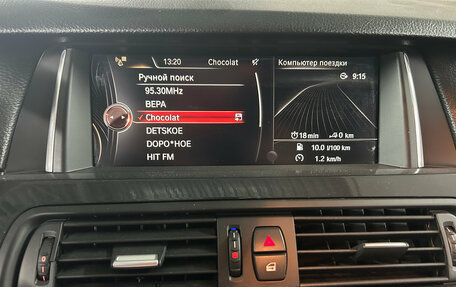 13:20 Chocolat
Компьютер поездки
Ручной поиск
9:15
95.30MHz
ВЕРА
✓ Chocolat
DETSKOE
DOPO*HOE
HIT FM
18 min 0 km
10.0 l/100 km
1.2 km/h